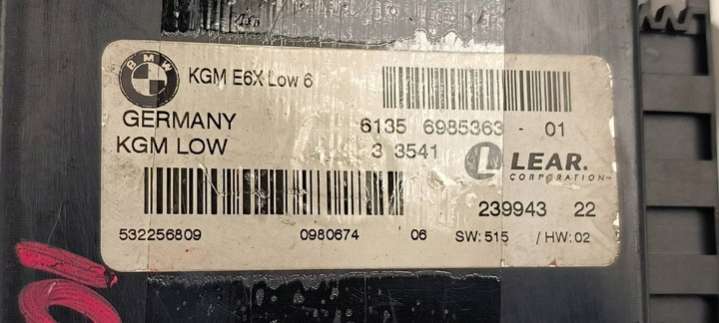 BMW
KGM E6X Low 6
GERMANY
6135 6985363 - 01
KGM LOW
3 3541
LEAR.
CORPORATION
239943 22
532256809 0980674 06 SW: 515 / HW: 02